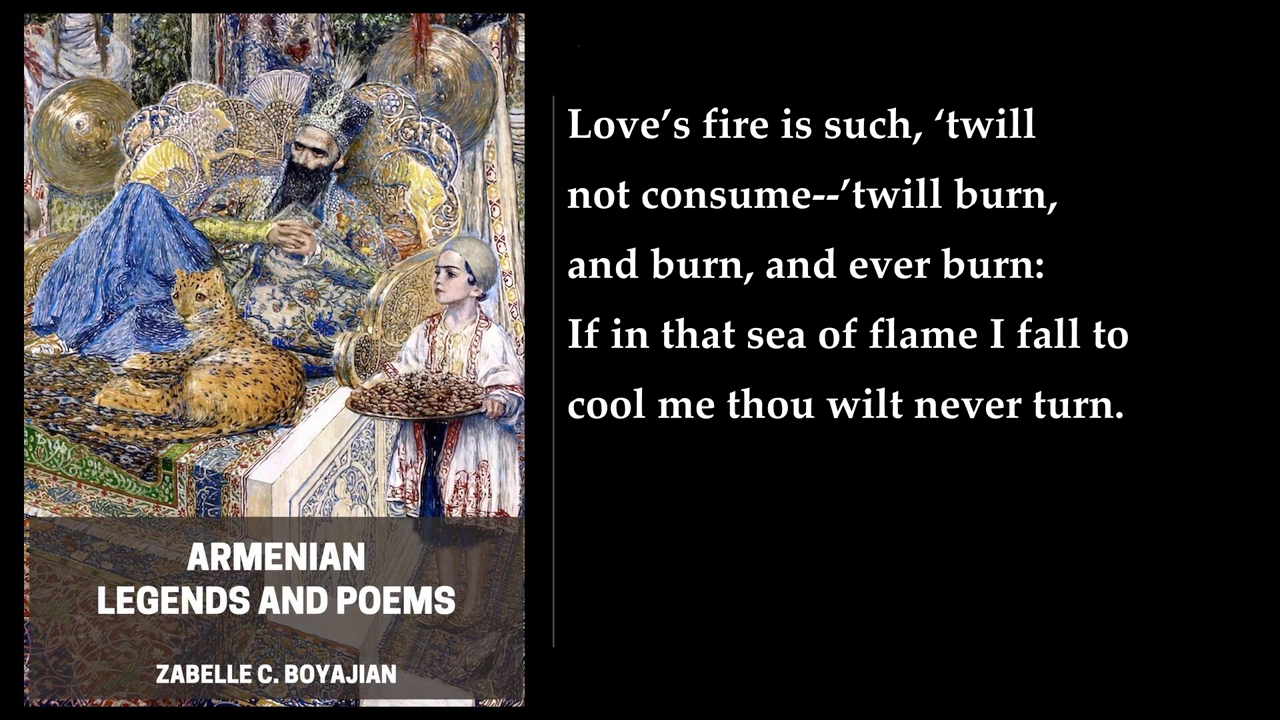 ARMENIAN
LEGENDS AND POEMS
ZABELLE C. BOYAJIAN
Love’s fire is such, ‘twill
not consume--’twill burn,
and burn, and ever burn:
If in that sea of flame I fall to
cool me thou wilt never turn.